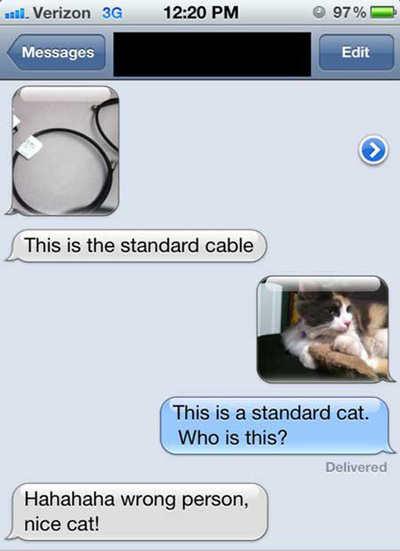 Verizon 3G 12:20 PM 97%
Messages Edit
This is the standard cable
This is a standard cat.
Who is this?
Delivered
Hahahaha wrong person,
nice cat!